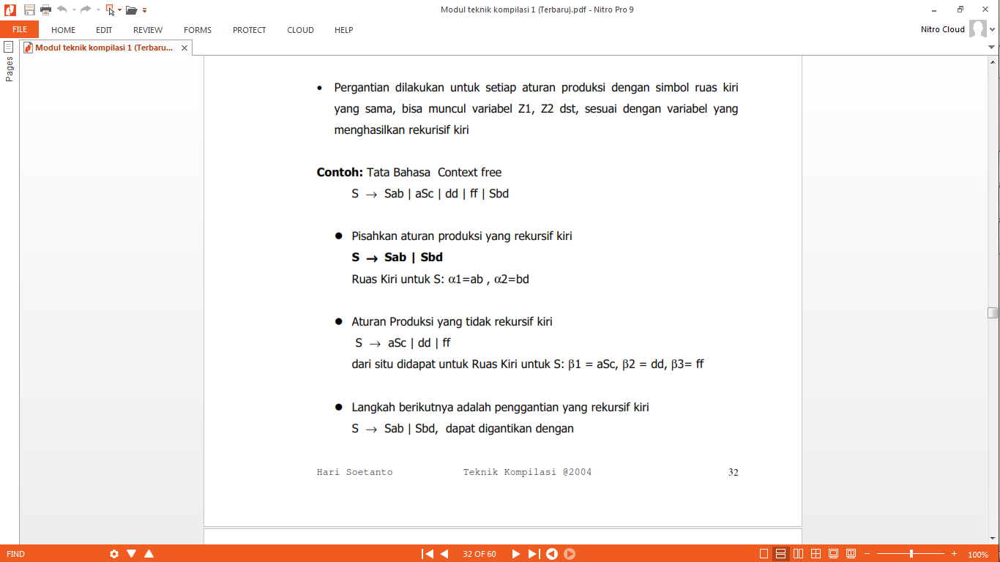 Modul teknik kompilasi 1 (Terbaru).pdf - Nitro Pro 9
FILE HOME EDIT REVIEW FORMS PROTECT CLOUD HELP Nitro Cloud
Modul teknik kompilasi 1 (Terbaru...
Pages
• Pergantian dilakukan untuk setiap aturan produksi dengan simbol ruas kiri
yang sama, bisa muncul variabel Z1, Z2 dst, sesuai dengan variabel yang
menghasilkan rekurisif kiri
Contoh: Tata Bahasa Context free
S → Sab | aSc | dd | ff | Sbd
● Pisahkan aturan produksi yang rekursif kiri
S → Sab | Sbd
Ruas Kiri untuk S: α1=ab , α2=bd
● Aturan Produksi yang tidak rekursif kiri
S → aSc | dd | ff
dari situ didapat untuk Ruas Kiri untuk S: β1 = aSc, β2 = dd, β3= ff
● Langkah berikutnya adalah penggantian yang rekursif kiri
S → Sab | Sbd, dapat digantikan dengan
Hari Soetanto Teknik Kompilasi @2004 32
FIND 32 OF 60 100%